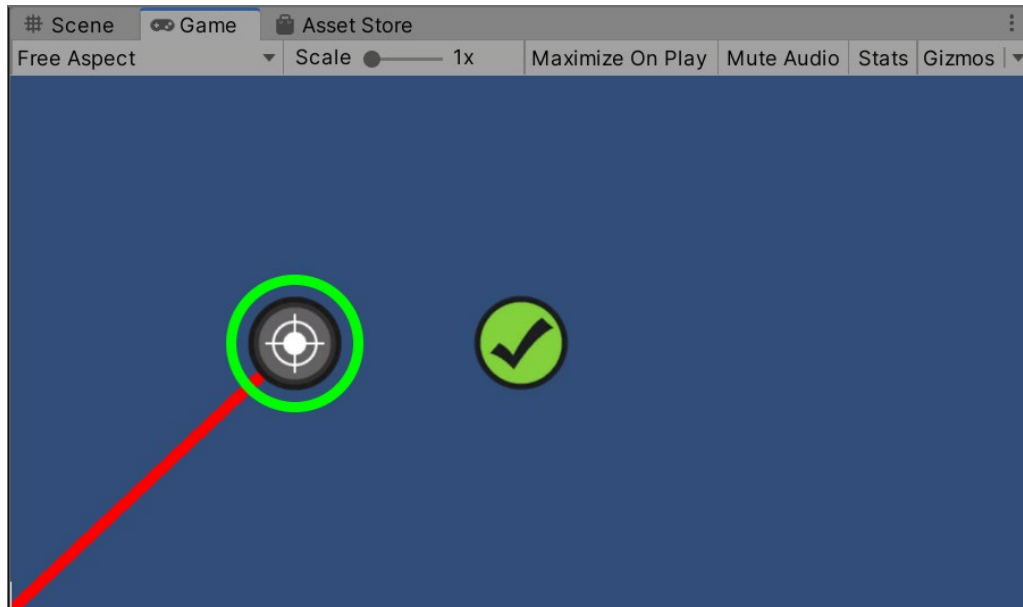 Scene Game Asset Store
Free Aspect Scale 1x Maximize On Play Mute Audio Stats Gizmos